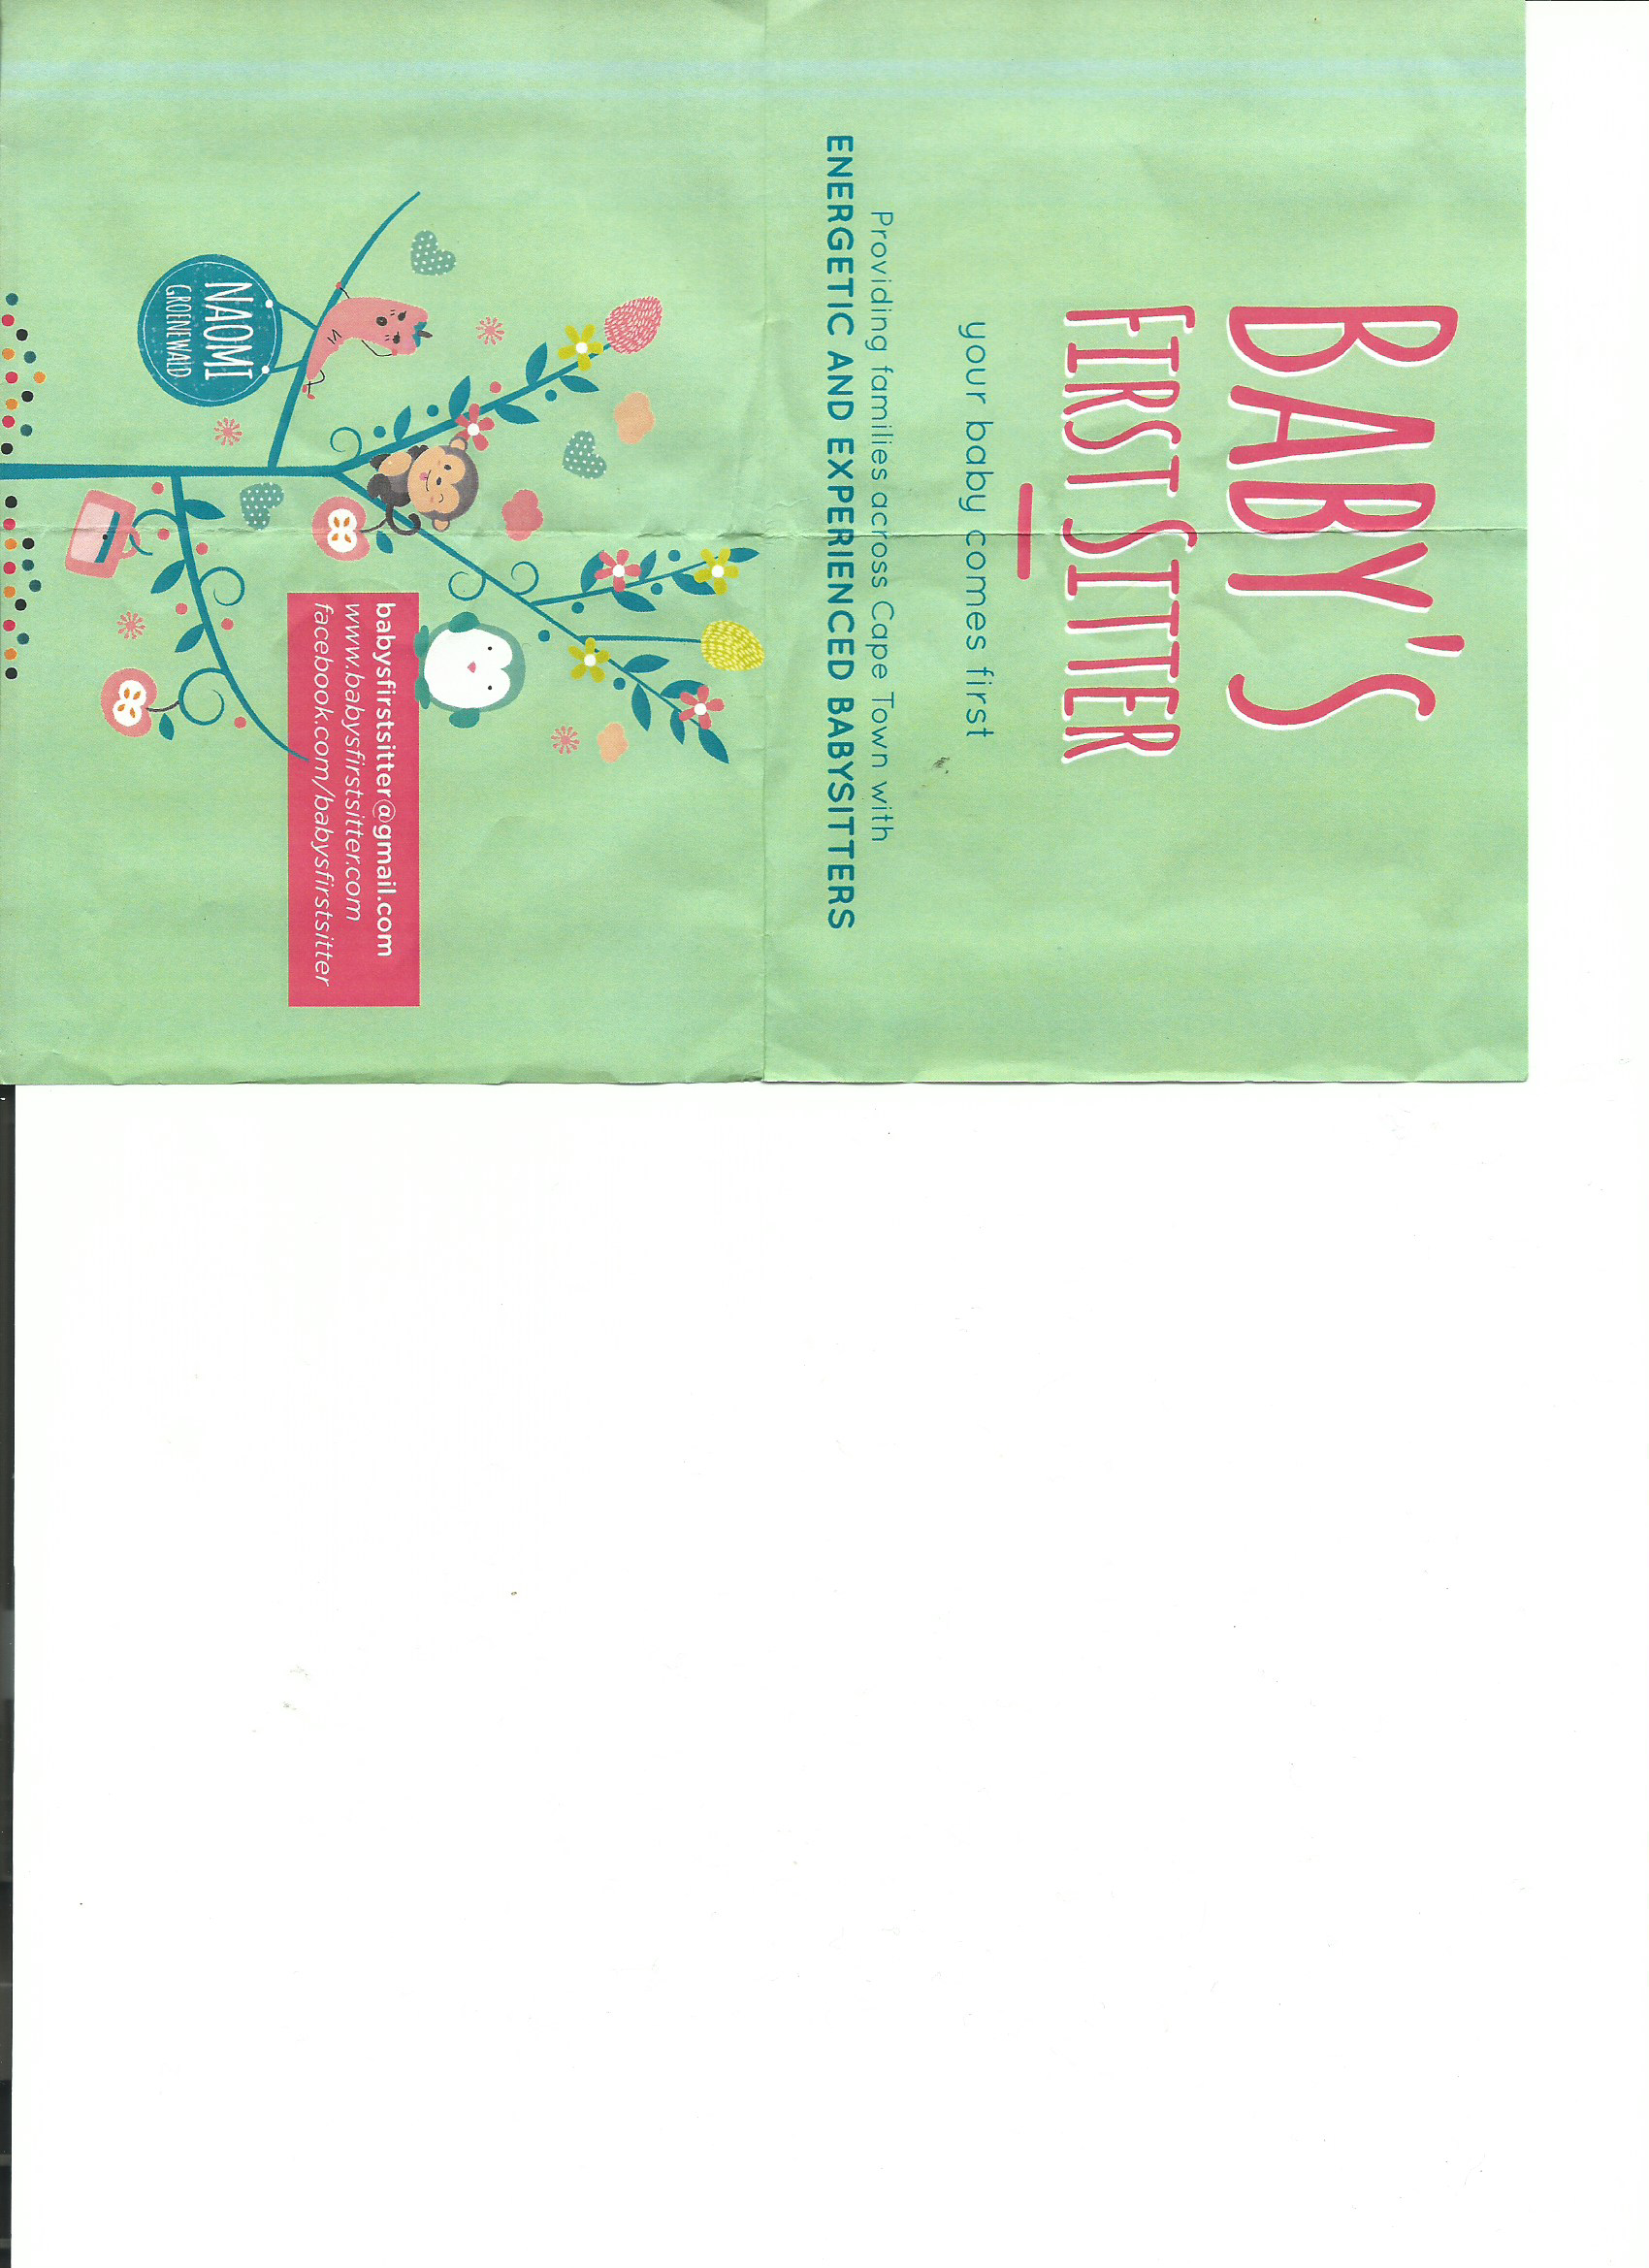 BABY'S
FIRST SITTER
your baby comes first
Providing families across Cape Town with
ENERGETIC AND EXPERIENCED BABYSITTERS
babysfirstsitter@gmail.com
www.babysfirstsitter.com
facebook.com/babysfirstsitter
NAOMI
GROENEWALD